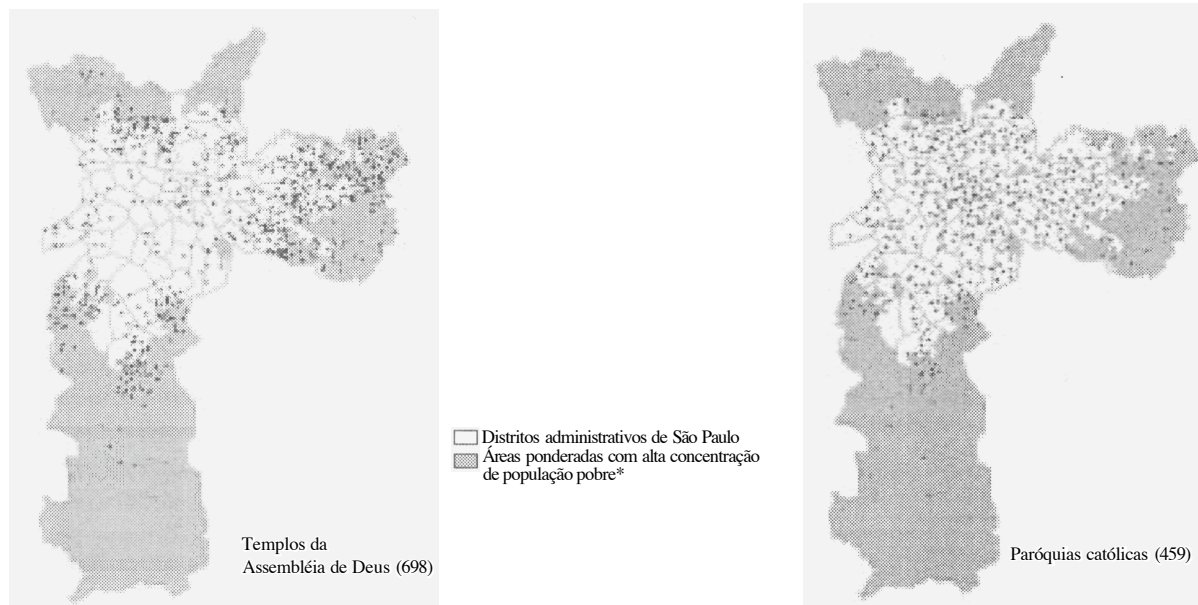 Distritos administrativos de São Paulo
Áreas ponderadas com alta concentração
de população pobre*
Templos da
Assembléia de Deus (698)
Paróquias católicas (459)